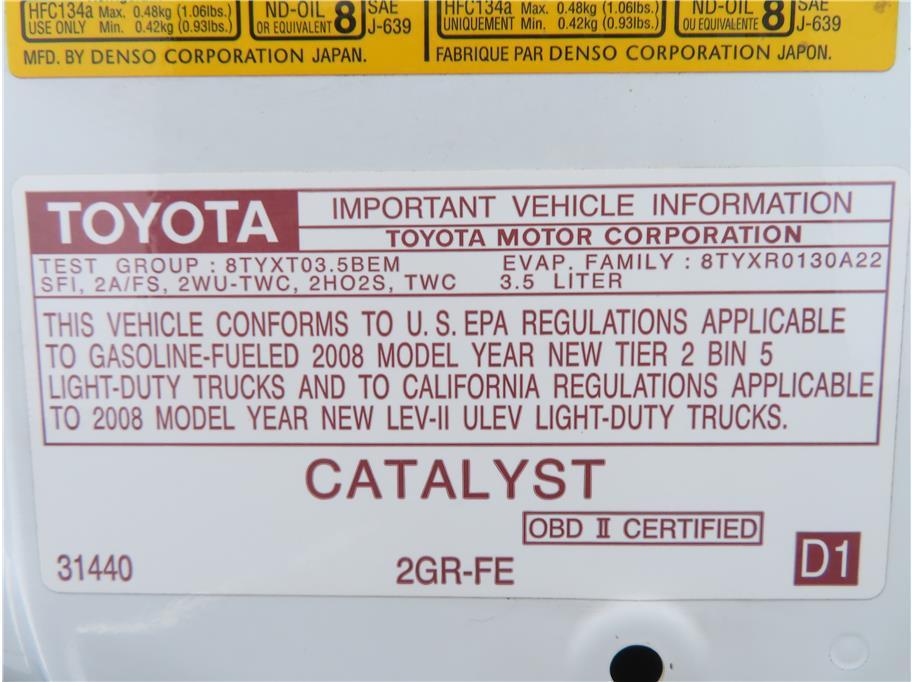 HFC134a Max. 0.48kg (1.06lbs.) ND-OIL 8 SAE HFC134a Max. 0.48kg (1.06lbs.) ND-OIL 8 SAE
USE ONLY Min. 0.42kg (0.93lbs.) OR EQUIVALENT J-639 UNIQUEMENT Min. 0.42kg (0.93lbs.) OU EQUIVALENTE J-639
MFD. BY DENSO CORPORATION JAPAN. FABRIQUE PAR DENSO CORPORATION JAPON.
TOYOTA IMPORTANT VEHICLE INFORMATION
TOYOTA MOTOR CORPORATION
TEST GROUP : 8TYXT03.5BEM EVAP. FAMILY : 8TYXR0130A22
SFI, 2A/FS, 2WU-TWC, 2HO2S, TWC 3.5 LITER
THIS VEHICLE CONFORMS TO U.S. EPA REGULATIONS APPLICABLE
TO GASOLINE-FUELED 2008 MODEL YEAR NEW TIER 2 BIN 5
LIGHT-DUTY TRUCKS AND TO CALIFORNIA REGULATIONS APPLICABLE
TO 2008 MODEL YEAR NEW LEV-II ULEV LIGHT-DUTY TRUCKS.
CATALYST
OBD II CERTIFIED
31440 2GR-FE D1